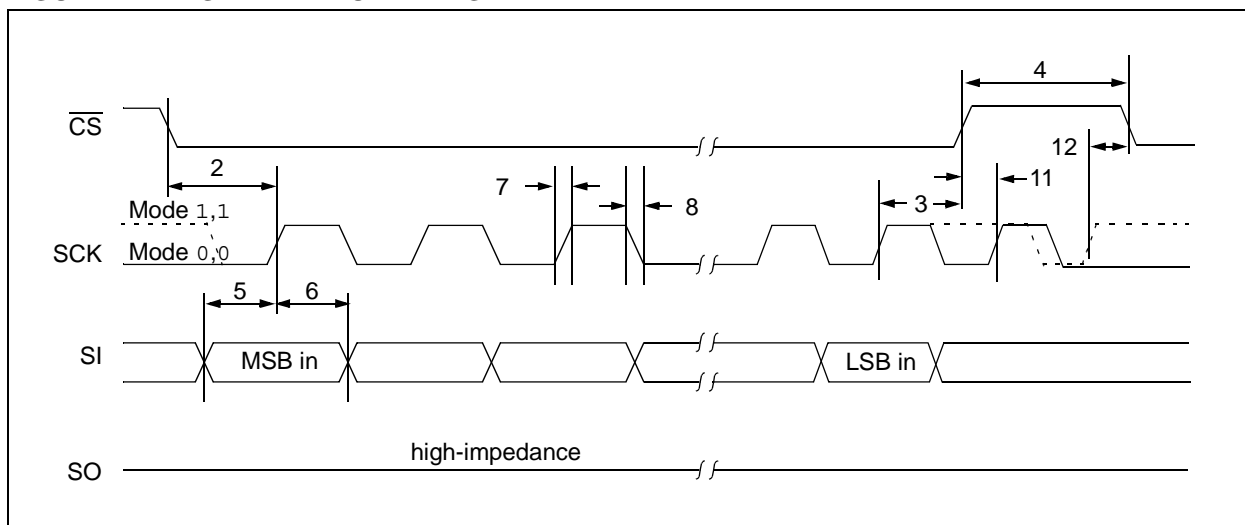 4
CS
12
2
7
11
Mode 1,1
8
3
SCK
Mode 0,0
5
6
SI
MSB in
LSB in
high-impedance
SO